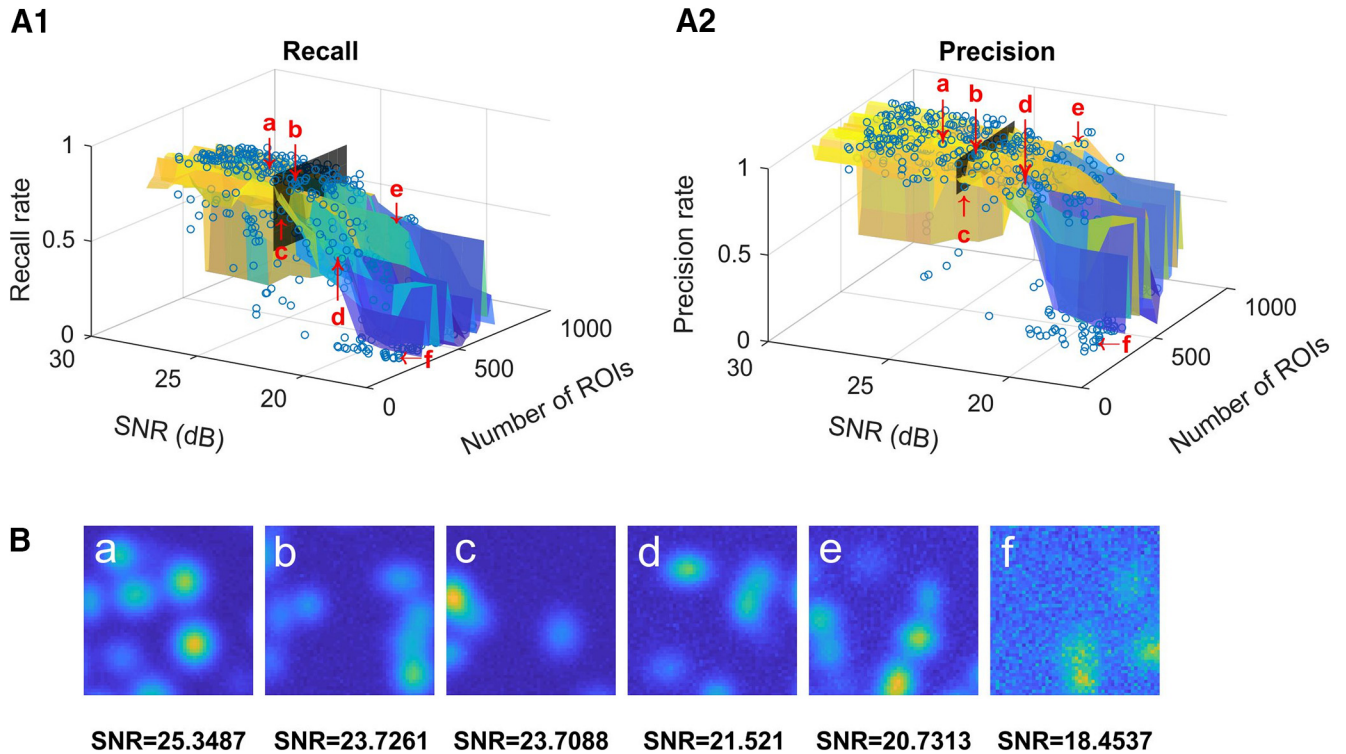 A1
Recall
a
b
e
c
d
f
1
0.5
0
Recall rate
30
25
20
SNR (dB)
0
500
1000
Number of ROIs
A2
Precision
a
b
d
e
c
f
1
0.5
0
Precision rate
30
25
20
SNR (dB)
0
500
1000
Number of ROIs
B
a
b
c
d
e
f
SNR=25.3487
SNR=23.7261
SNR=23.7088
SNR=21.521
SNR=20.7313
SNR=18.4537